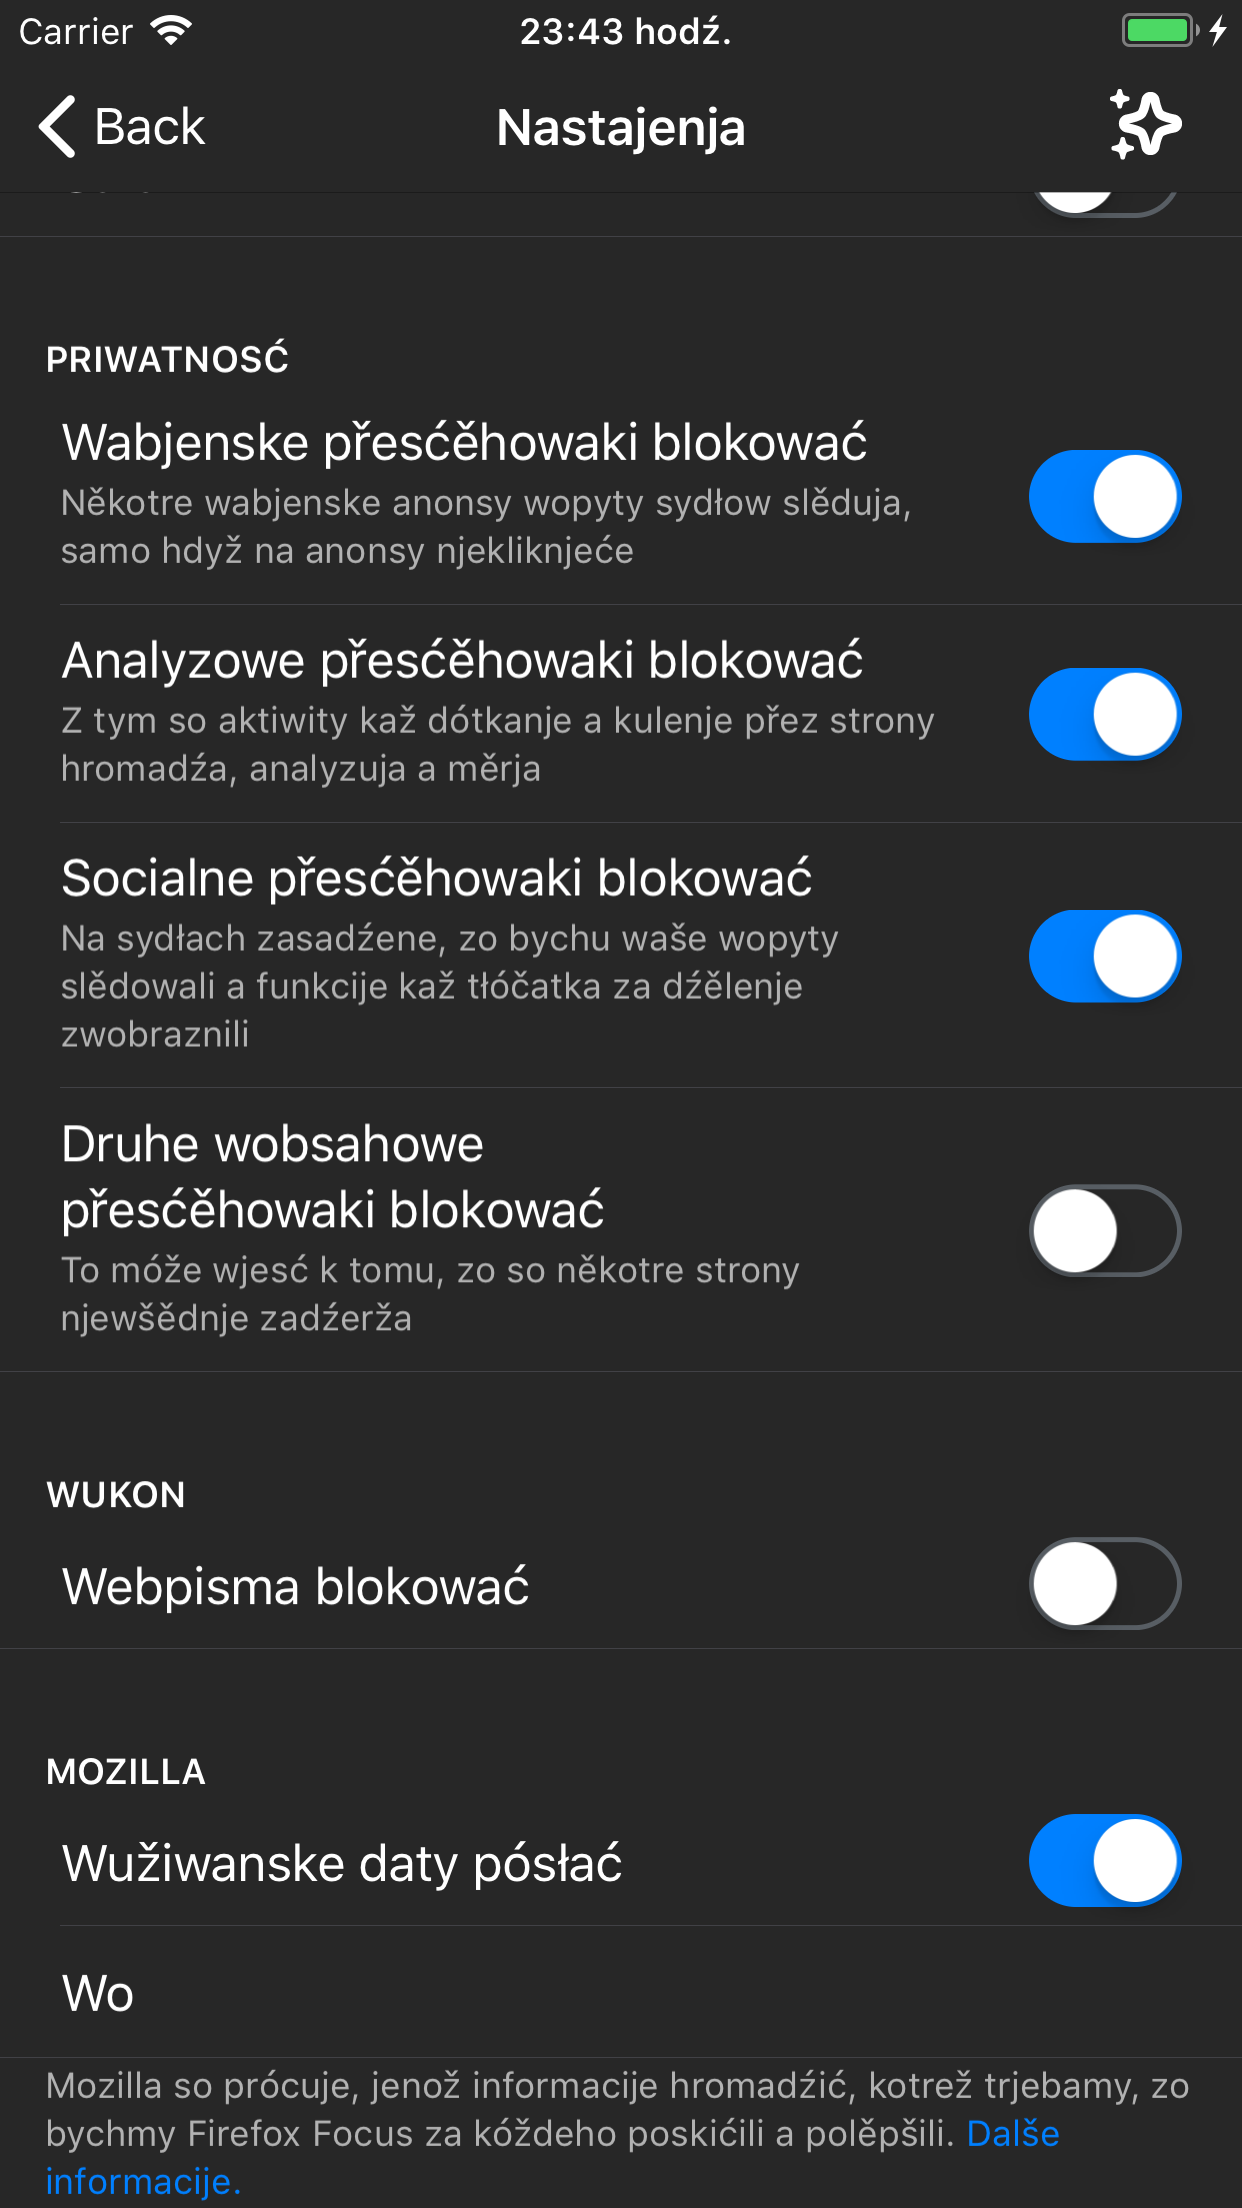 Carrier
23:43 hodź.
Back
Nastajenja
PRIWATNOSĆ
Wabjenske přesćěhowaki blokować
Někotre wabjenske anonsy wopyty sydłow slěduja,
samo hdyž na anonsy njekliknjeće
Analyzowe přesćěhowaki blokować
Z tym so aktiwity kaž dótkanje a kulenje přez strony
hromadźa, analyzuja a měrja
Socialne přesćěhowaki blokować
Na sydłach zasadźene, zo bychu waše wopyty
slědowali a funkcije kaž tłóčatka za dźělenje
zwobraznili
Druhe wobsahowe
přesćěhowaki blokować
To móže wjesć k tomu, zo so někotre strony
njewšědnje zadźerža
WUKON
Webpisma blokować
MOZILLA
Wužiwanske daty pósłać
Wo
Mozilla so prócuje, jenož informacije hromadźić, kotrež trjebamy, zo
bychmy Firefox Focus za kóždeho poskićili a polěpšili. Dalše
informacije.